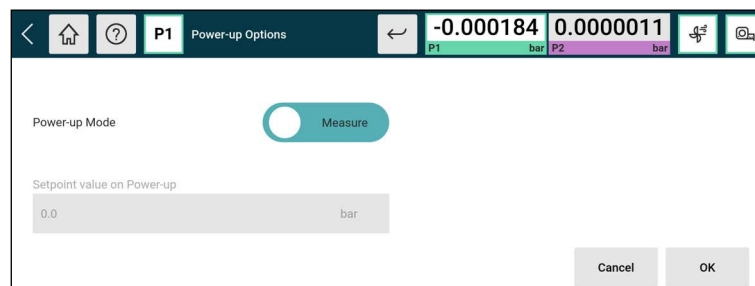 P1 Power-up Options -0.000184 0.0000011
P1 bar P2 bar
Power-up Mode Measure
Setpoint value on Power-up
0.0 bar
Cancel OK